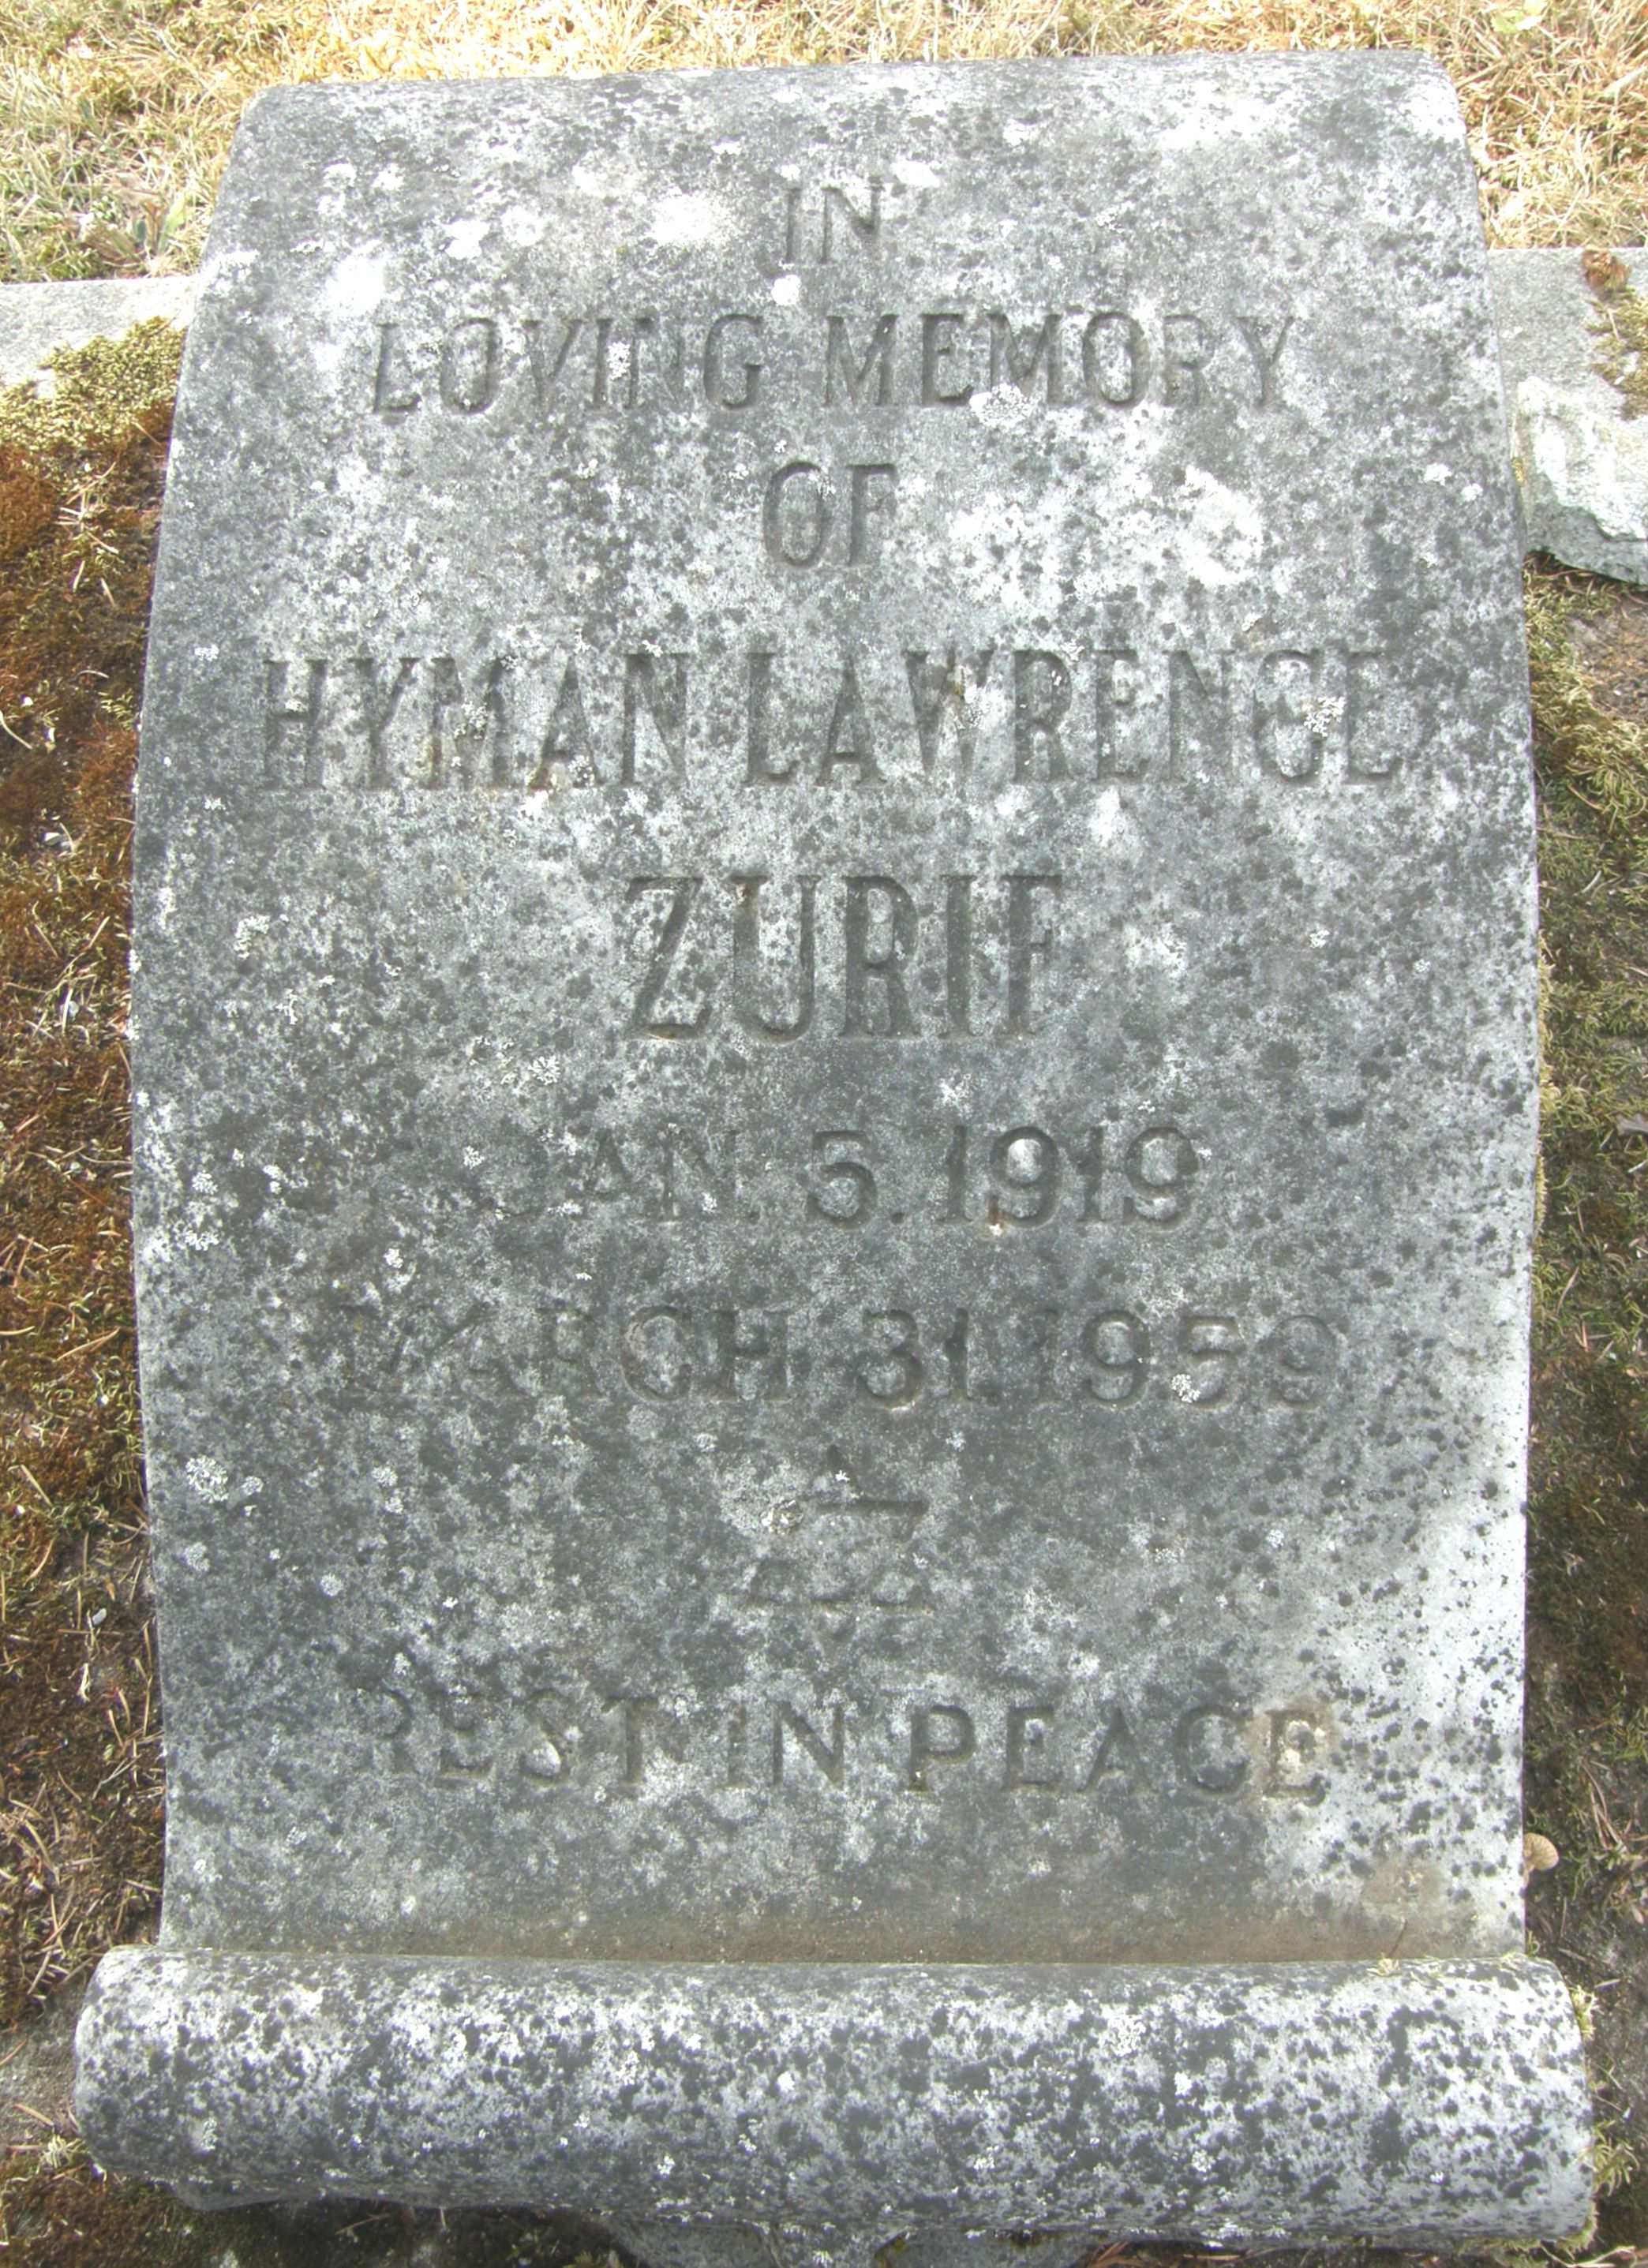 IN
LOVING MEMORY
OF
HYMAN LAWRENCE
ZURIF
JAN. 5. 1919
MARCH 31. 1959
REST IN PEACE